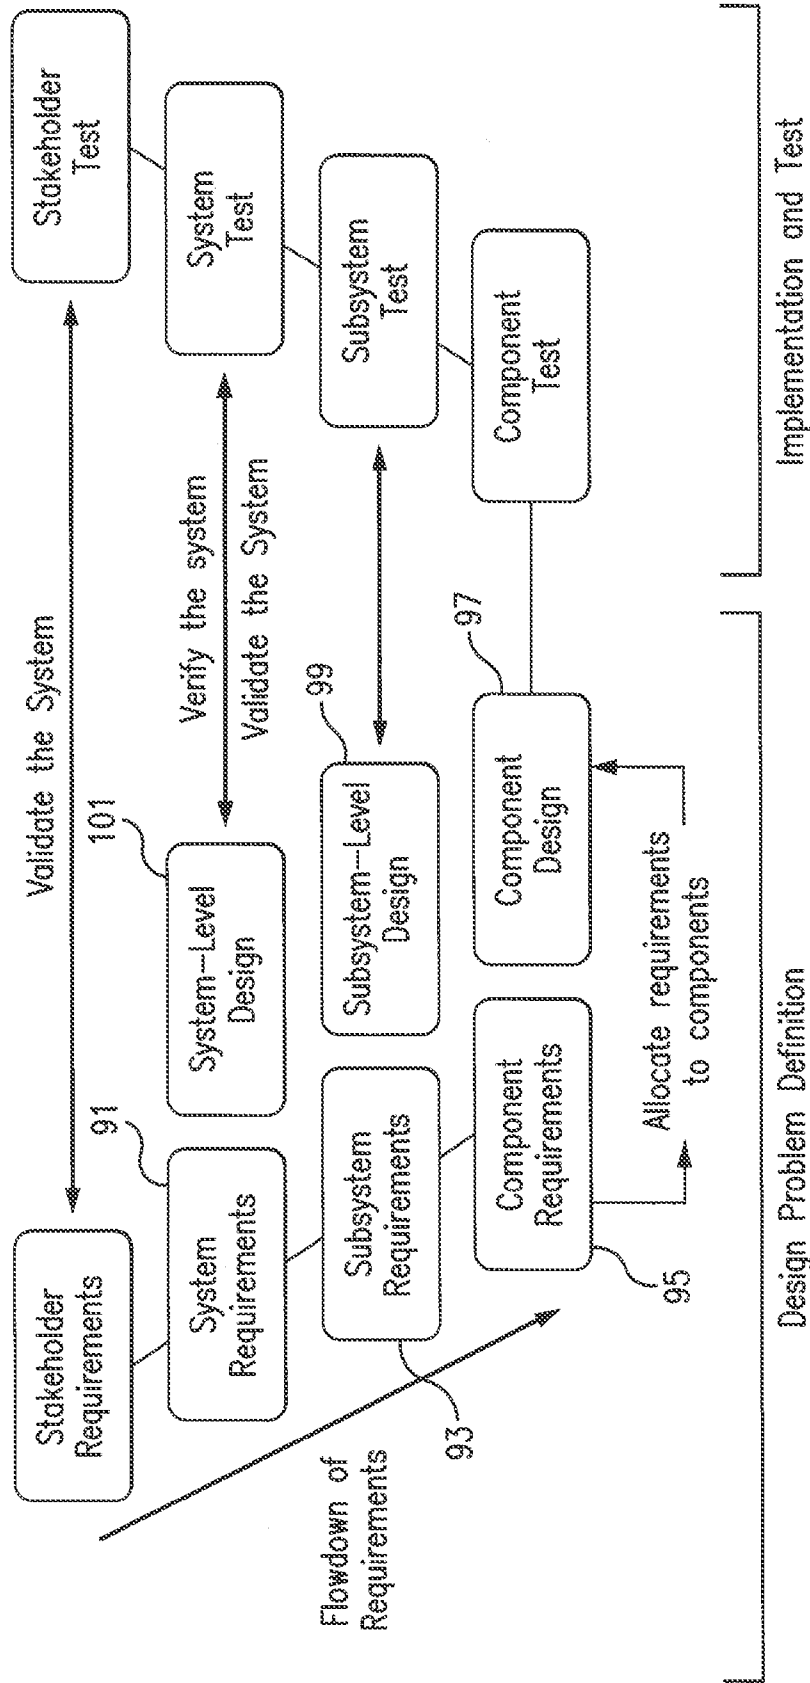 Validate the System
Stakeholder
Requirements
Stakeholder
Test
91
101
Verify the system
Validate the System
System
Requirements
System--Level
Design
System
Test
Flowdown of
Requirements
99
Subsystem
Requirements
Subsystem--Level
Design
Subsystem
Test
93
97
Component
Requirements
Component
Design
Component
Test
95
Allocate requirements
to components
Design Problem Definition
Implementation and Test